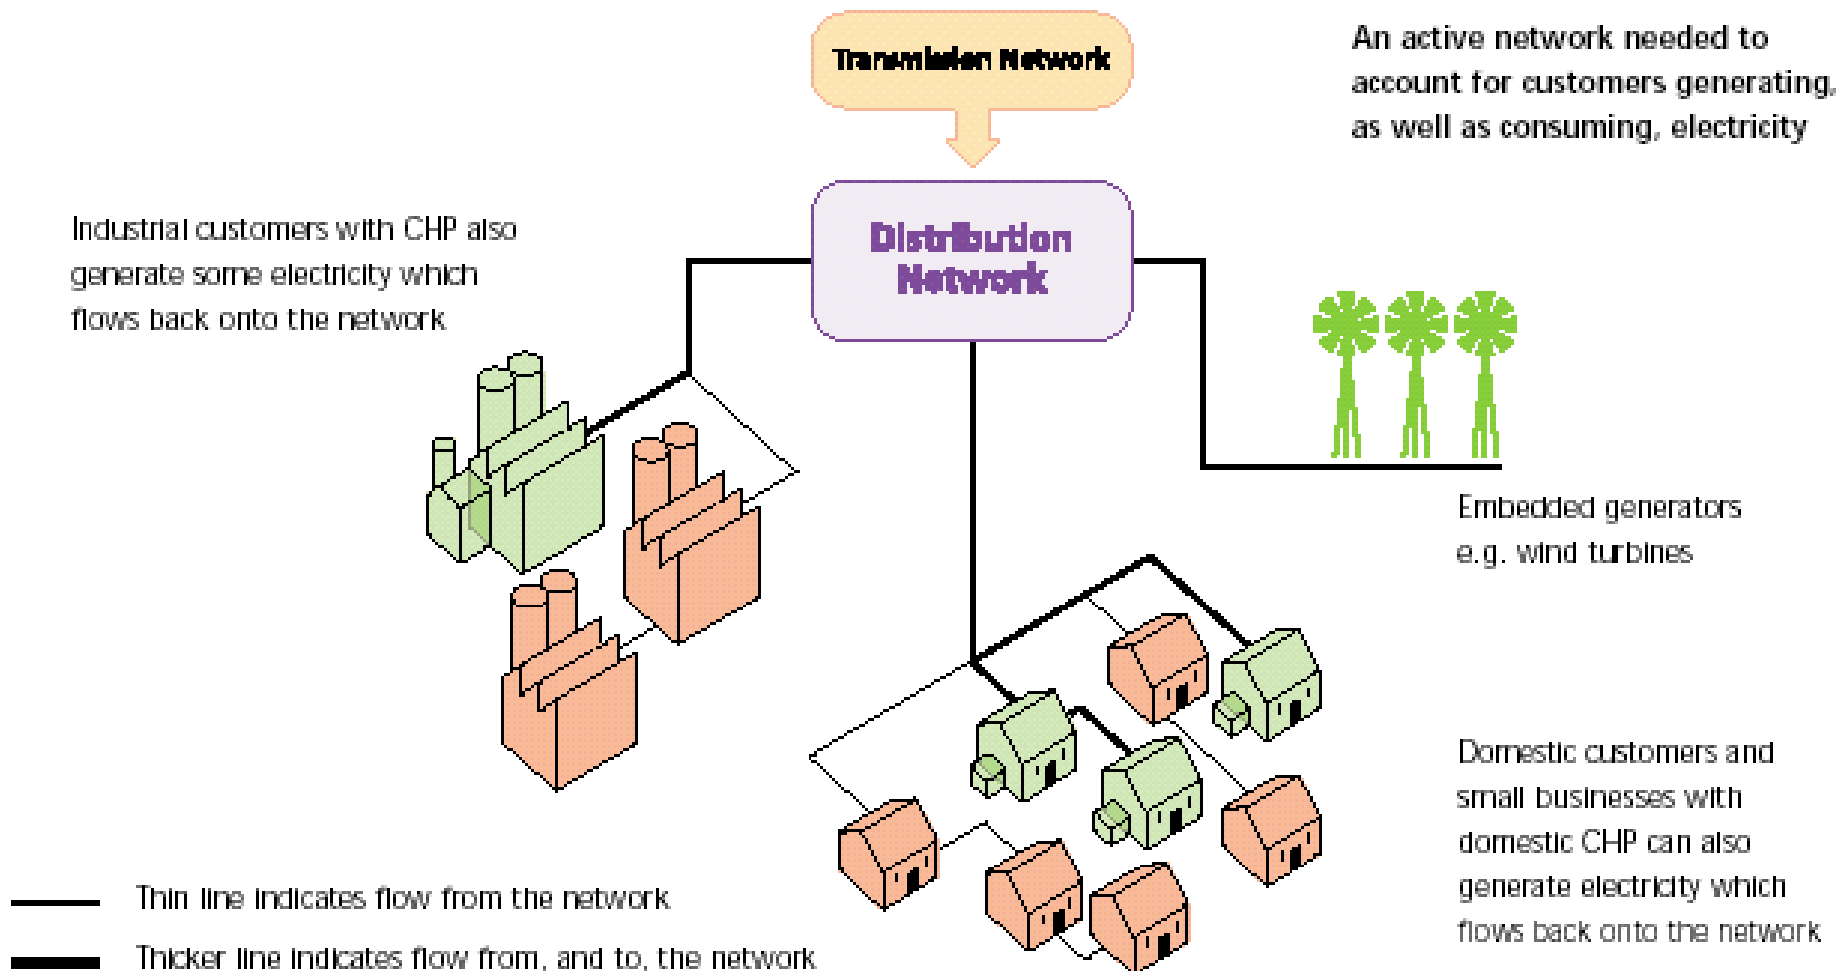 Transmission Network
An active network needed to
account for customers generating,
as well as consuming, electricity
Distribution
Network
Industrial customers with CHP also
generate some electricity which
flows back onto the network
Embedded generators
e.g. wind turbines
Domestic customers and
small businesses with
domestic CHP can also
generate electricity which
flows back onto the network
Thin line indicates flow from the network
Thicker line indicates flow from, and to, the network